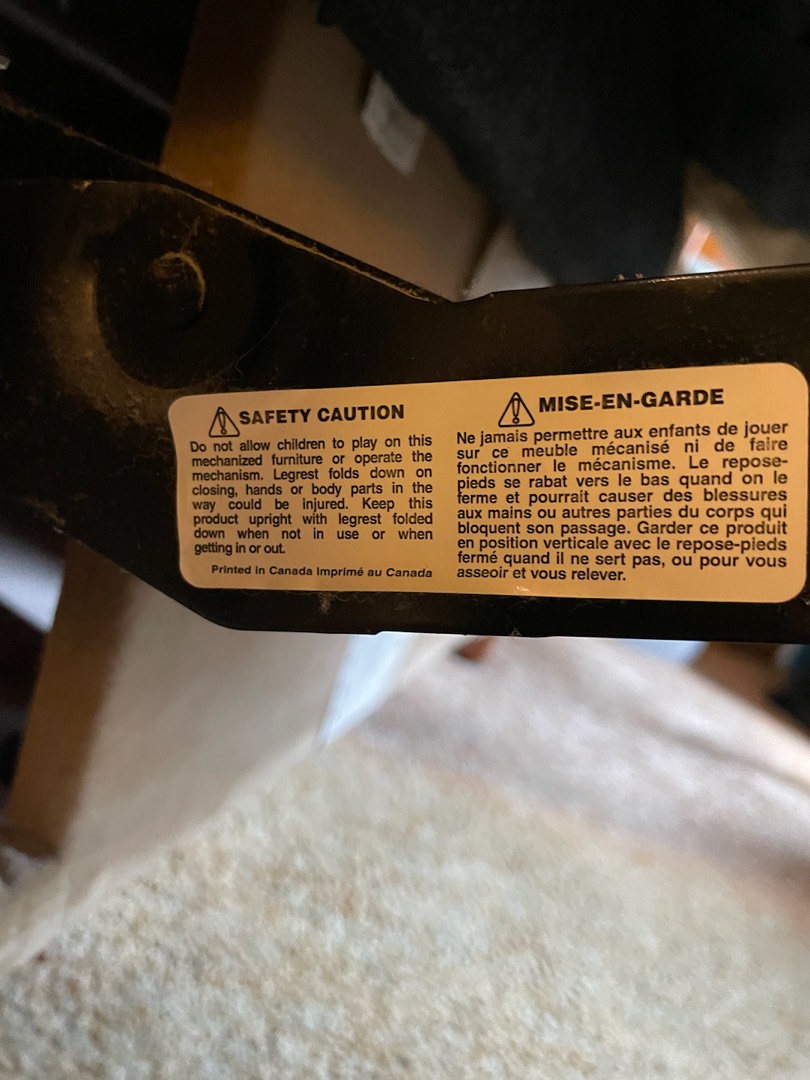 SAFETY CAUTION
Do not allow children to play on this
mechanized furniture or operate the
mechanism. Legrest folds down on
closing, hands or body parts in the
way could be injured. Keep this
product upright with legrest folded
down when not in use or when
getting in or out.
Printed in Canada Imprimé au Canada
MISE-EN-GARDE
Ne jamais permettre aux enfants de jouer
sur ce meuble mécanisé ni de faire
fonctionner le mécanisme. Le repose-
pieds se rabat vers le bas quand on le
ferme et pourrait causer des blessures
aux mains ou autres parties du corps qui
bloquent son passage. Garder ce produit
en position verticale avec le repose-pieds
fermé quand il ne sert pas, ou pour vous
asseoir et vous relever.